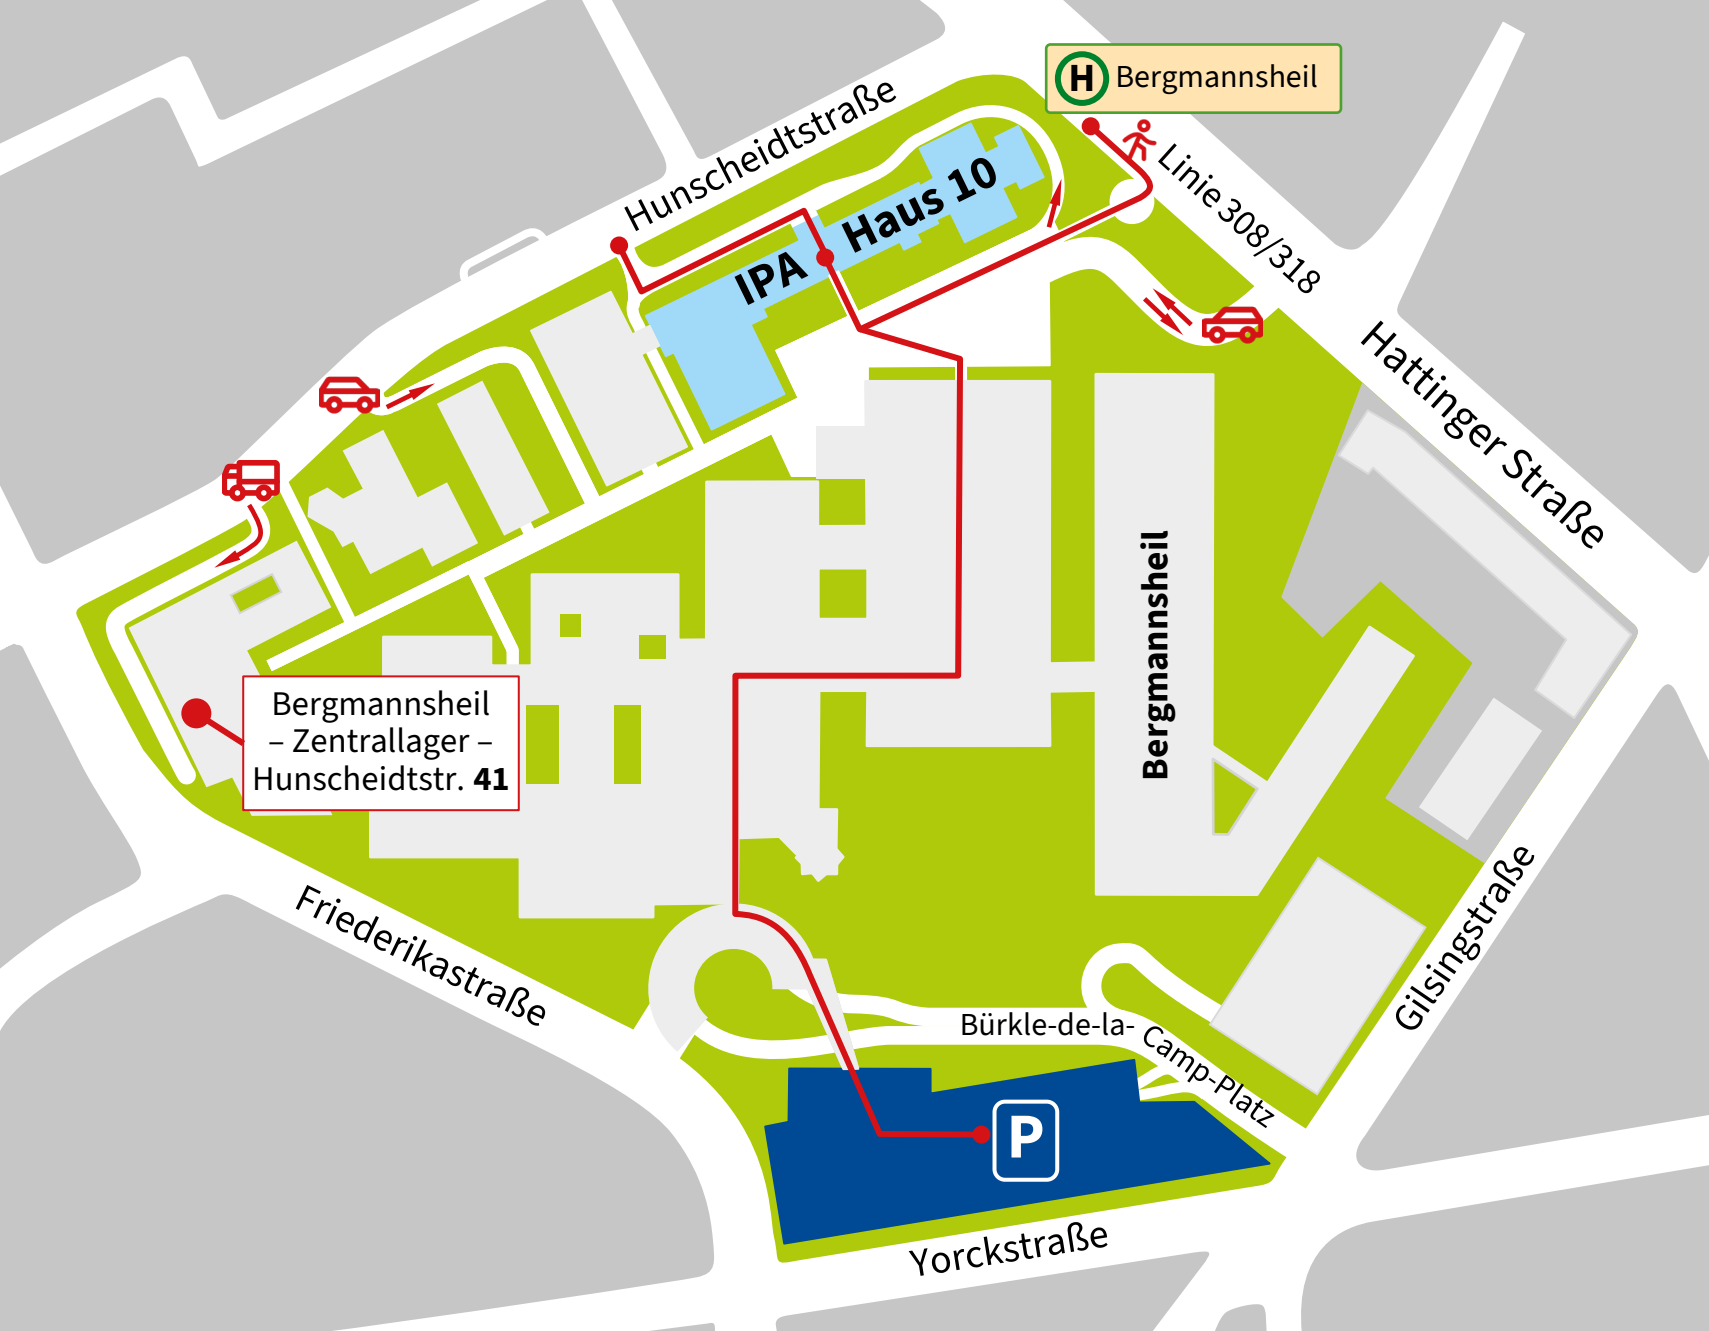 H Bergmannsheil
Hunscheidtstraße
Linie 308/318
IPA Haus 10
Hattinger Straße
Bergmannsheil
Bergmannsheil
– Zentrallager –
Hunscheidtstr. 41
Friederikastraße
Gilsingstraße
Bürkle-de-la-
Camp-Platz
P
Yorckstraße